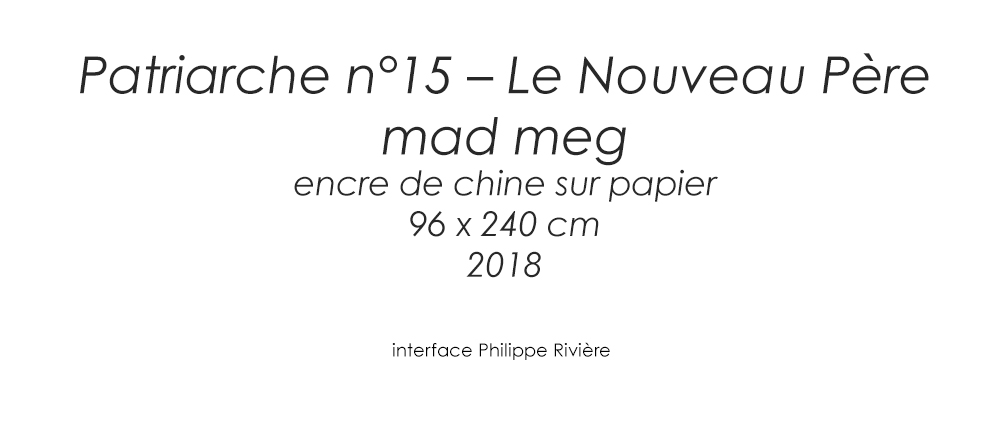 Patriarche n°15 – Le Nouveau Père
mad meg
encre de chine sur papier
96 x 240 cm
2018
interface Philippe Rivière